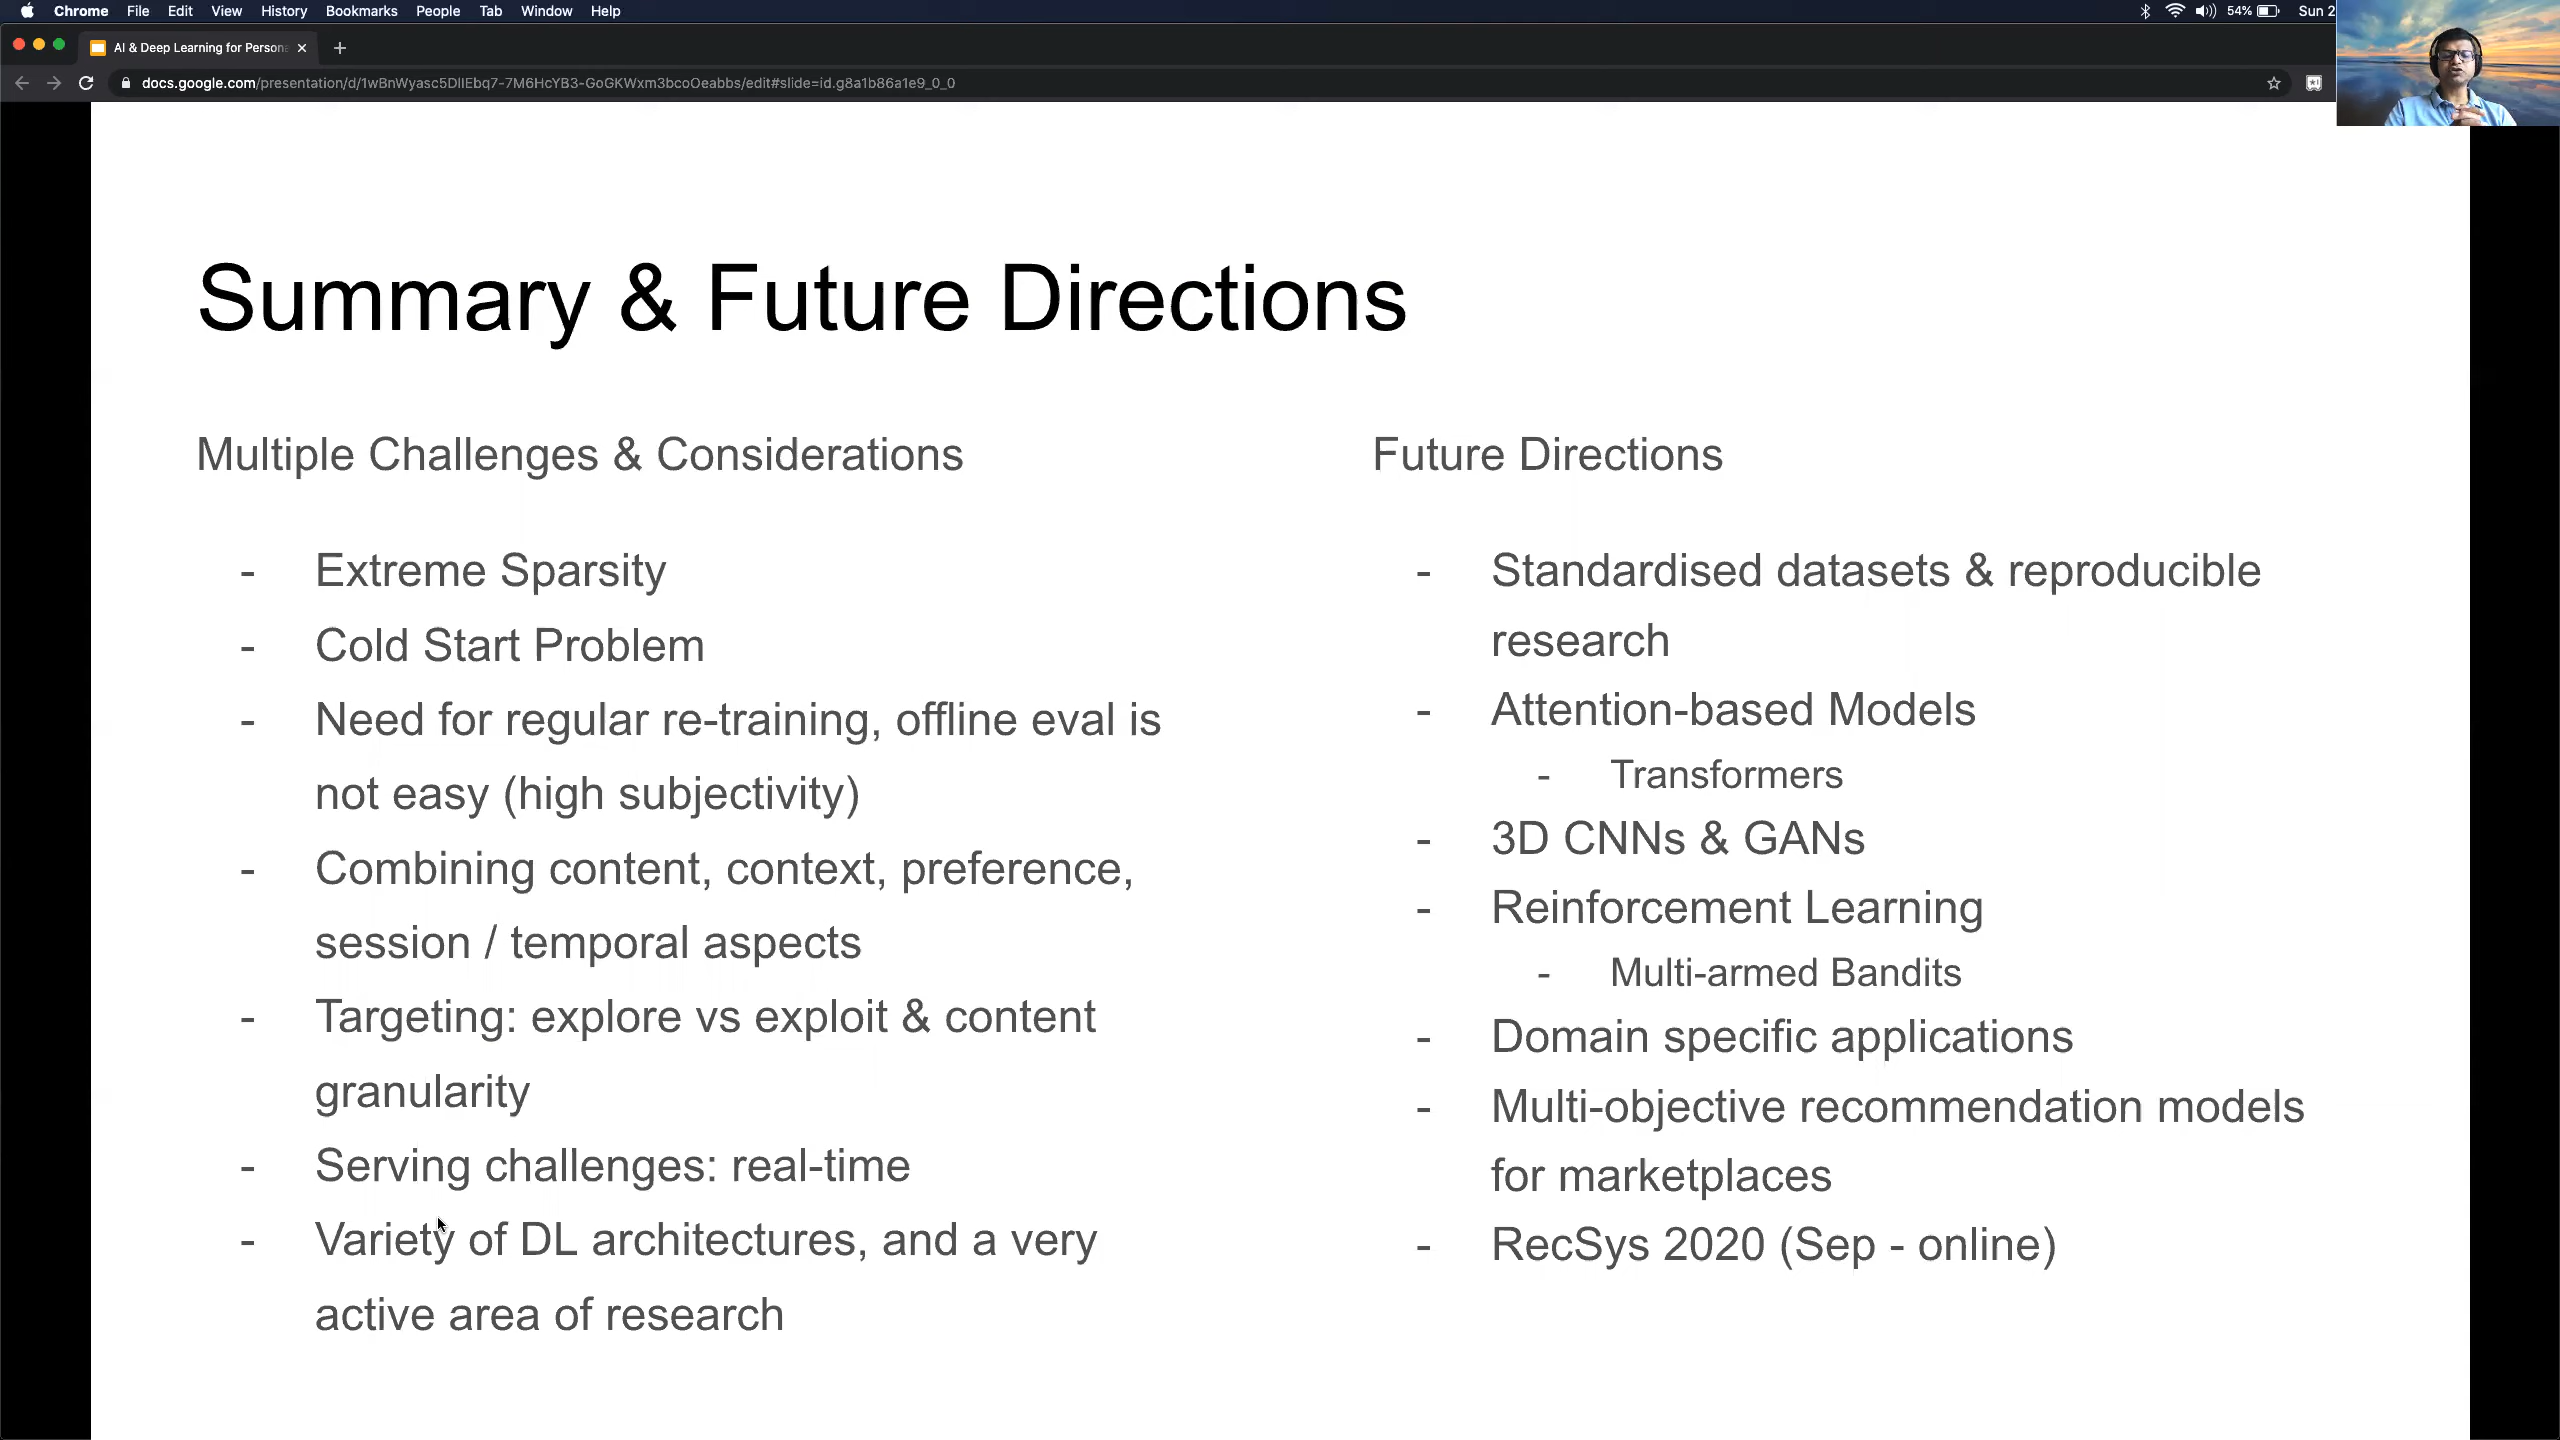 Chrome File Edit View History Bookmarks People Tab Window Help 54% Sun 2
AI & Deep Learning for Person
docs.google.com/presentation/d/1wBnWyasc5DIlEbq7-7M6HcYB3-GoGKWxm3bcoOeabbs/edit#slide=id.g8a1b86a1e9_0_0
Summary & Future Directions
Multiple Challenges & Considerations
- Extreme Sparsity
- Cold Start Problem
- Need for regular re-training, offline eval is
not easy (high subjectivity)
- Combining content, context, preference,
session / temporal aspects
- Targeting: explore vs exploit & content
granularity
- Serving challenges: real-time
- Variety of DL architectures, and a very
active area of research
Future Directions
- Standardised datasets & reproducible
research
- Attention-based Models
- Transformers
- 3D CNNs & GANs
- Reinforcement Learning
- Multi-armed Bandits
- Domain specific applications
- Multi-objective recommendation models
for marketplaces
- RecSys 2020 (Sep - online)